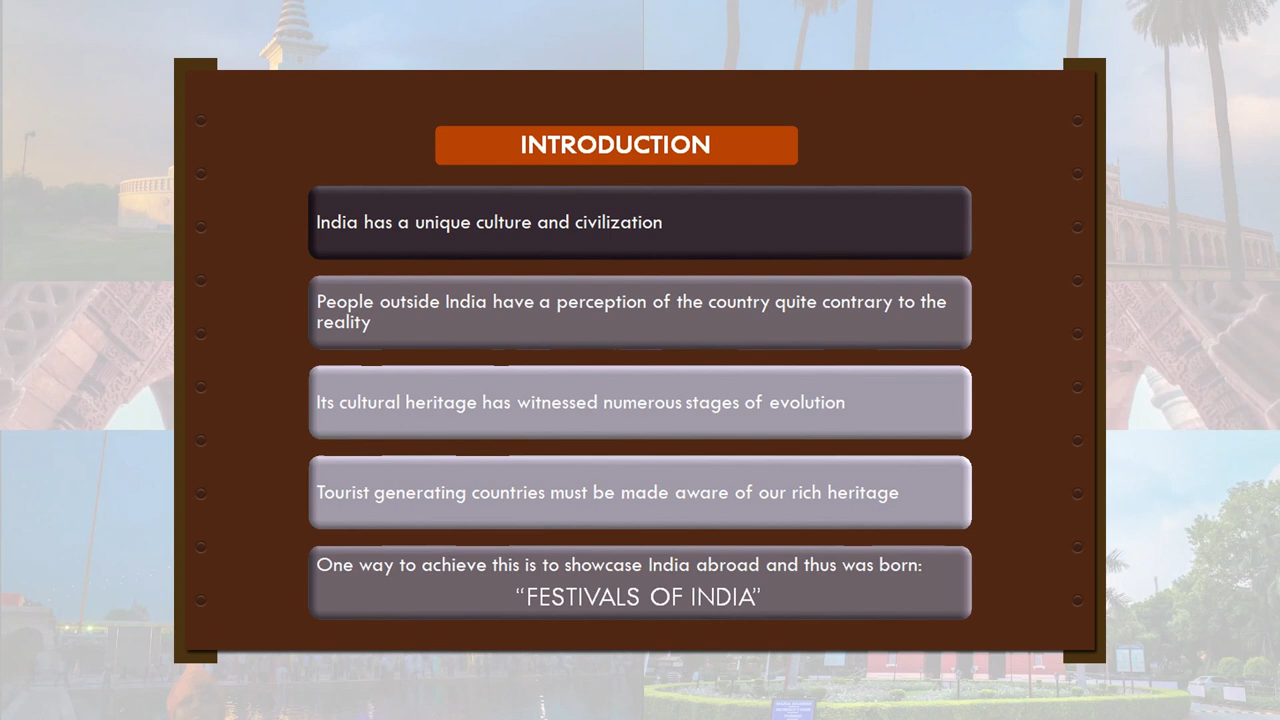 INTRODUCTION
India has a unique culture and civilization
People outside India have a perception of the country quite contrary to the
reality
Its cultural heritage has witnessed numerous stages of evolution
Tourist generating countries must be made aware of our rich heritage
One way to achieve this is to showcase India abroad and thus was born:
“FESTIVALS OF INDIA”